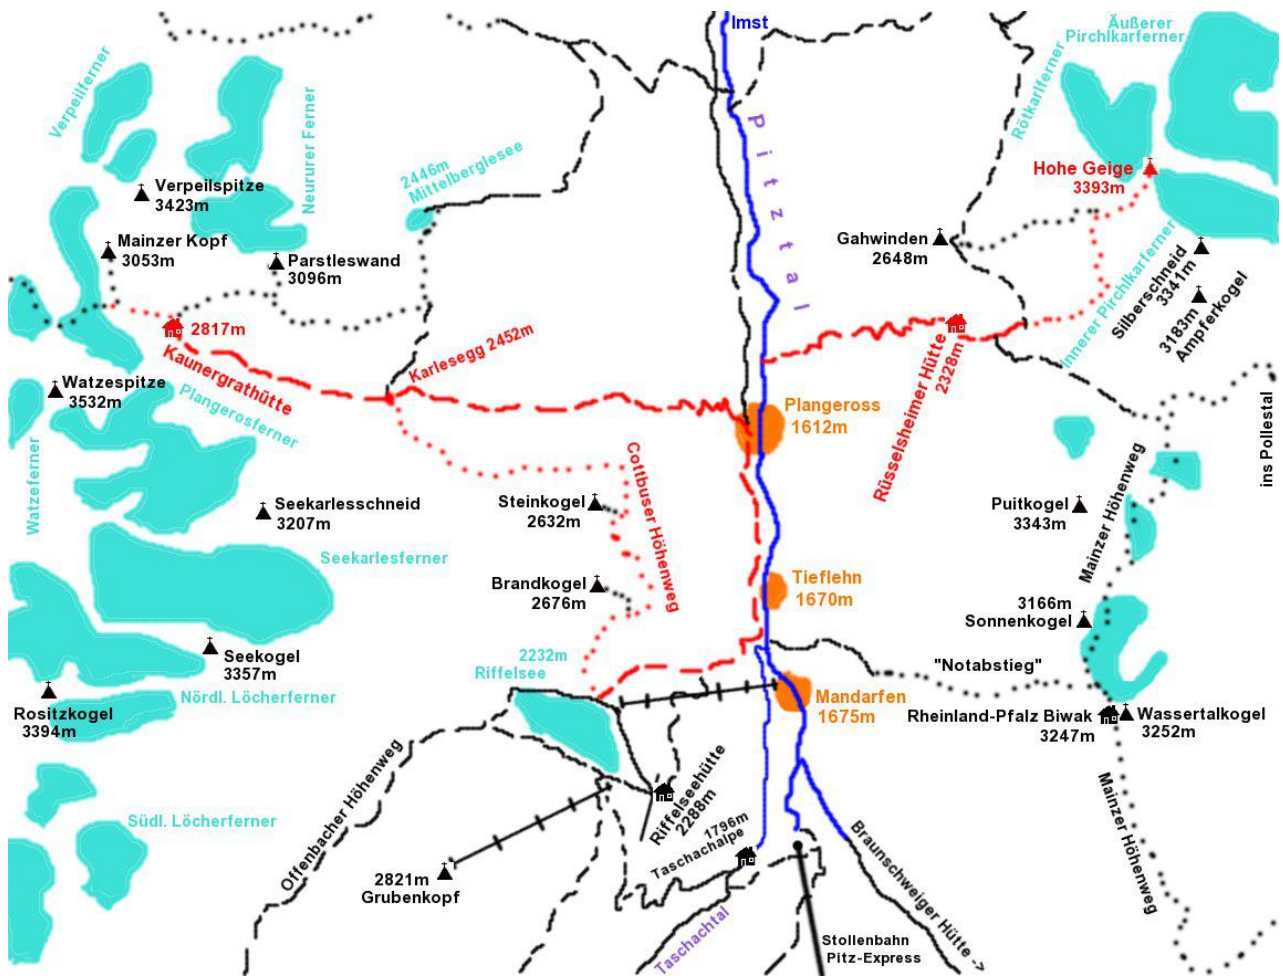 Imst
Äußerer
Pirchlkarferner
Verpeilferner
Neururer Ferner
2446m
Mittelberglesee
Pitztal
Rötkarlferner
Hohe Geige
3393m
Verpeilspitze
3423m
Mainzer Kopf
3053m
Parstleswand
3096m
Gahwinden
2648m
Innerer Pirchlkarferner
Silberschneid
3341m
3183m
Ampferkogel
2817m
Kaunergrathütte
Karlesegg 2452m
Rüsselsheimer Hütte
2328m
Watzespitze
3532m
Plangerosferner
Plangeross
1612m
ins Pollestal
Watzeferner
Seekarlesschneid
3207m
Steinkogel
2632m
Cottbuser Höhenweg
Puitkogel
3343m
Mainzer Höhenweg
Seekarlesferner
Brandkogel
2676m
Tieflehn
1670m
3166m
Sonnenkogel
Seekogel
3357m
2232m
Riffelsee
"Notabstieg"
Nördl. Löcherferner
Rositzkogel
3394m
Mandarfen
1675m
Rheinland-Pfalz Biwak
3247m
Wassertalkogel
3252m
Offenbacher Höhenweg
Riffelseehütte
2288m
Mainzer Höhenweg
Südl. Löcherferner
1796m
Taschachalpe
2821m
Grubenkopf
Braunschweiger Hütte ->
Taschachtal
Stollenbahn
Pitz-Express